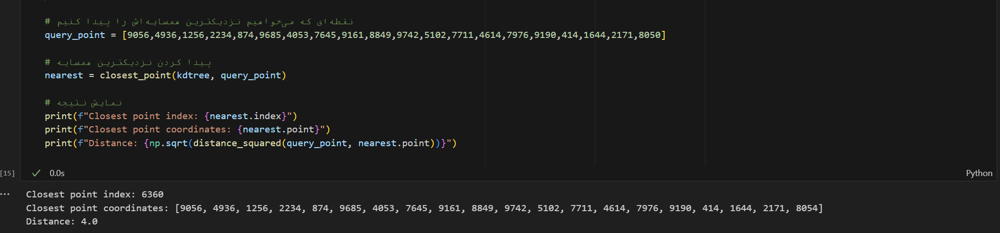 # نقطه‌ای که می‌خواهیم نزدیکترین همسایه‌اش را پیدا کنیم
query_point = [9056,4936,1256,2234,874,9685,4053,7645,9161,8849,9742,5102,7711,4614,7976,9190,414,1644,2171,8050]
# پیدا کردن نزدیکترین همسایه
nearest = closest_point(kdtree, query_point)
# نمایش نتیجه
print(f"Closest point index: {nearest.index}")
print(f"Closest point coordinates: {nearest.point}")
print(f"Distance: {np.sqrt(distance_squared(query_point, nearest.point))}")
[15] ✓ 0.0s Python
... Closest point index: 6360
Closest point coordinates: [9056, 4936, 1256, 2234, 874, 9685, 4053, 7645, 9161, 8849, 9742, 5102, 7711, 4614, 7976, 9190, 414, 1644, 2171, 8054]
Distance: 4.0